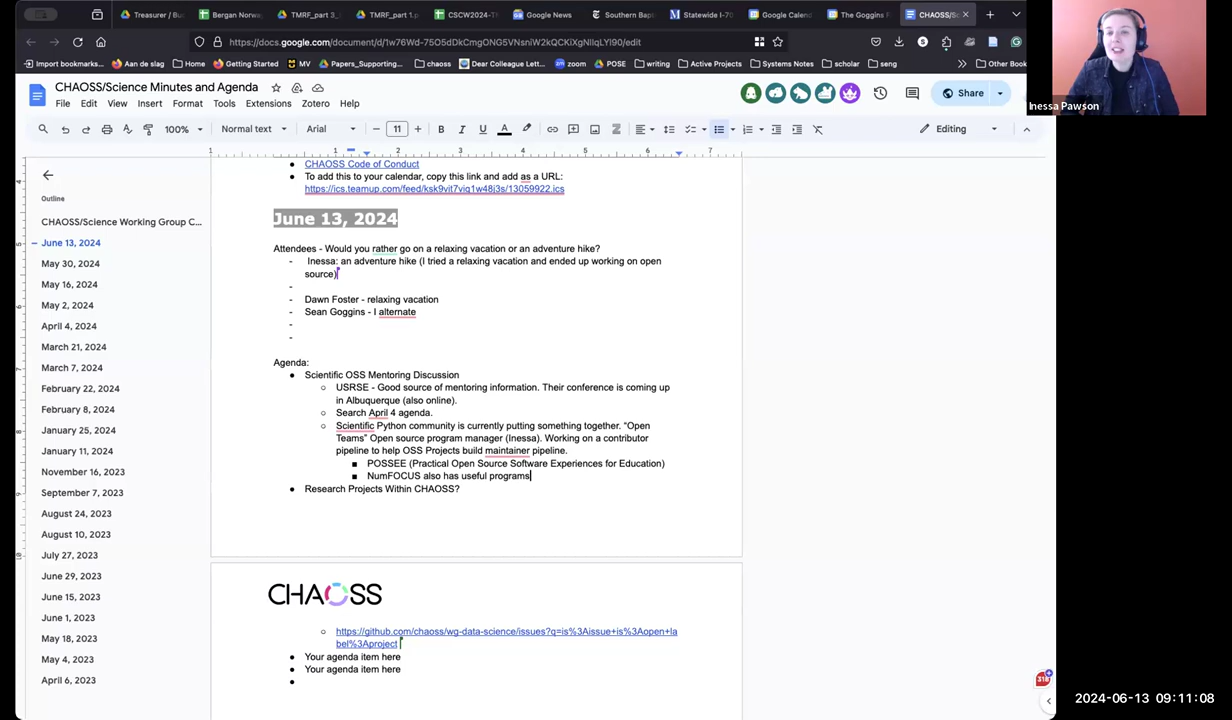 Treasurer / Bu
Bergan Norwe
TMRF_part 3_
TMRF_part 1.p
CSCW2024-Th
Google News
Southern Bap
Statewide I-70
Google Calend
The Goggins F
CHAOSS/Sc
https://docs.google.com/document/d/1w76Wd-75O5dDkCmgONG5VNsniW2kQCKiXgNIlqLYI90/edit
Import bookmarks...
Aan de slag
Home
Getting Started
MV
Papers_Supporting...
chaoss
Dear Colleague Let...
zoom
POSE
writing
Active Projects
Systems Notes
scholar
seng
Other Book
CHAOSS/Science Minutes and Agenda
File Edit View Insert Format Tools Extensions Zotero Help
Share
Inessa Pawson
100%
Normal text
Arial
11
Editing
1 1 2 3 4 5 6 7
Outline
CHAOSS/Science Working Group C...
June 13, 2024
May 30, 2024
May 16, 2024
May 2, 2024
April 4, 2024
March 21, 2024
March 7, 2024
February 22, 2024
February 8, 2024
January 25, 2024
January 11, 2024
November 16, 2023
September 7, 2023
August 24, 2023
August 10, 2023
July 27, 2023
June 29, 2023
June 15, 2023
June 1, 2023
May 18, 2023
May 4, 2023
April 6, 2023
CHAOSS Code of Conduct
To add this to your calendar, copy this link and add as a URL:
https://ics.teamup.com/feed/ksk9vit7viq1w48j3s/13059922.ics
June 13, 2024
Attendees - Would you rather go on a relaxing vacation or an adventure hike?
- Inessa: an adventure hike (I tried a relaxing vacation and ended up working on open
source)
-
- Dawn Foster - relaxing vacation
- Sean Goggins - I alternate
-
-
Agenda:
Scientific OSS Mentoring Discussion
USRSE - Good source of mentoring information. Their conference is coming up
in Albuquerque (also online).
Search April 4 agenda.
Scientific Python community is currently putting something together. “Open
Teams” Open source program manager (Inessa). Working on a contributor
pipeline to help OSS Projects build maintainer pipeline.
POSSEE (Practical Open Source Software Experiences for Education)
NumFOCUS also has useful programs
Research Projects Within CHAOSS?
CHAOSS
https://github.com/chaoss/wg-data-science/issues?q=is%3Aissue+is%3Aopen+la
bel%3Aproject
Your agenda item here
Your agenda item here
318
2024-06-13 09:11:08